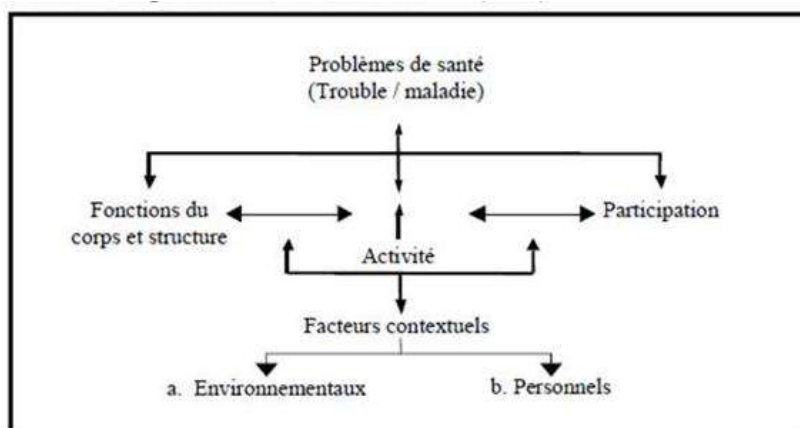 Problèmes de santé
(Trouble / maladie)
Fonctions du
corps et structure
Participation
Activité
Facteurs contextuels
a. Environnementaux
b. Personnels